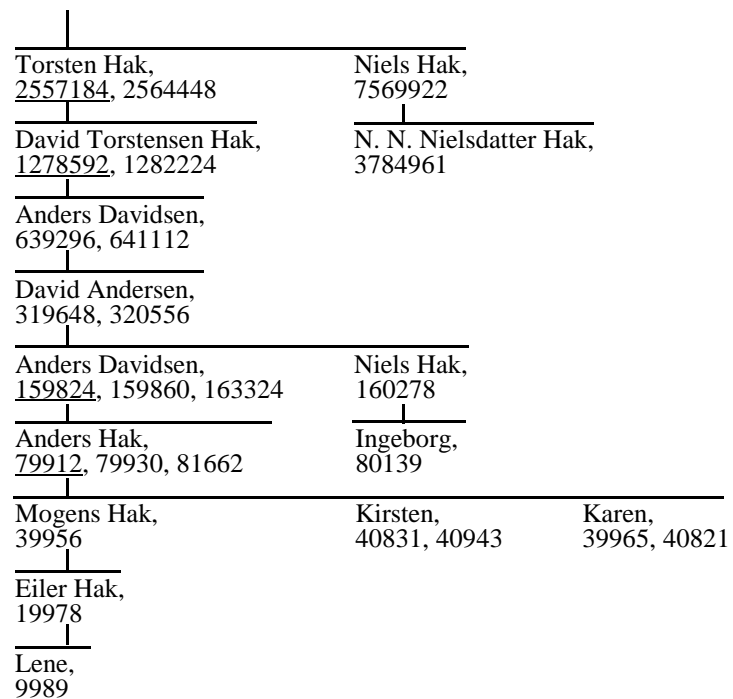 Torsten Hak,
2557184, 2564448
Niels Hak,
7569922
David Torstensen Hak,
1278592, 1282224
N. N. Nielsdatter Hak,
3784961
Anders Davidsen,
639296, 641112
David Andersen,
319648, 320556
Anders Davidsen,
159824, 159860, 163324
Niels Hak,
160278
Anders Hak,
79912, 79930, 81662
Ingeborg,
80139
Mogens Hak,
39956
Kirsten,
40831, 40943
Karen,
39965, 40821
Eiler Hak,
19978
Lene,
9989